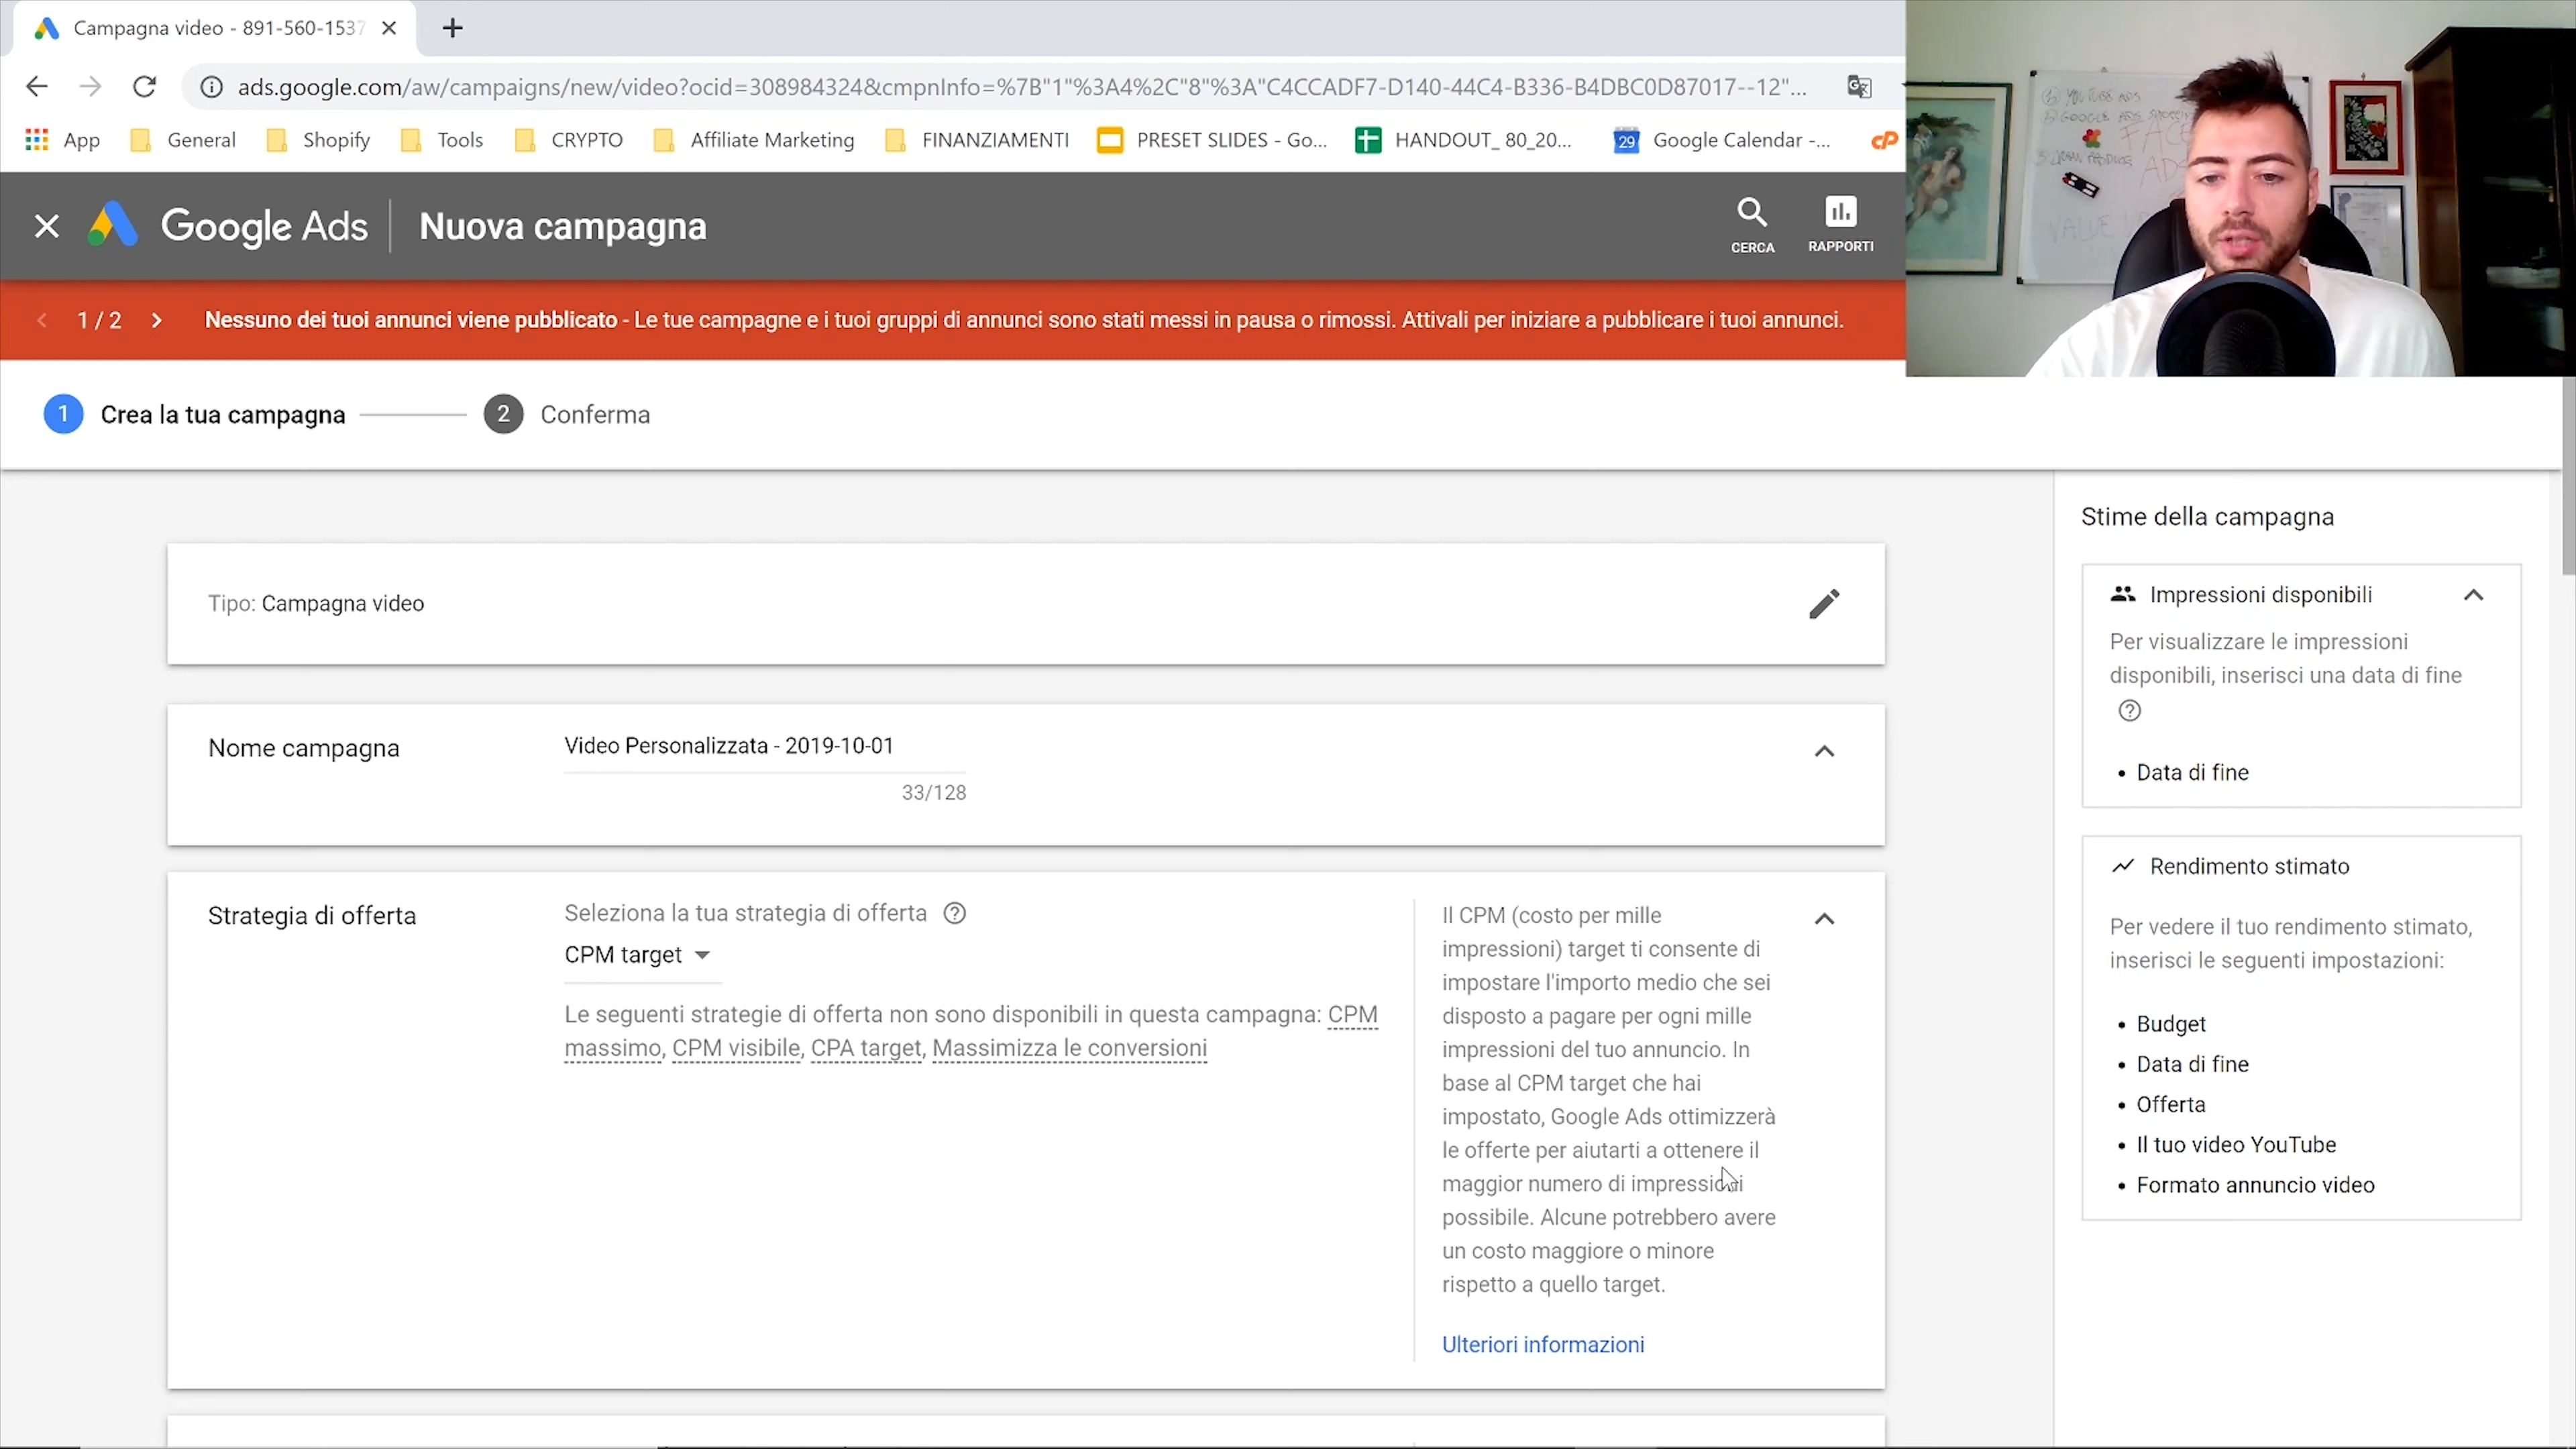 Campagna video - 891-560-1537
ads.google.com/aw/campaigns/new/video?ocid=308984324&cmpnInfo=%7B"1"%3A4%2C"8"%3A"C4CCADF7-D140-44C4-B336-B4DBC0D87017--12"...
App General Shopify Tools CRYPTO Affiliate Marketing FINANZIAMENTI PRESET SLIDES - Go... HANDOUT_ 80_20... 29 Google Calendar -... cP
Google Ads Nuova campagna
CERCA RAPPORTI
1 / 2 Nessuno dei tuoi annunci viene pubblicato - Le tue campagne e i tuoi gruppi di annunci sono stati messi in pausa o rimossi. Attivali per iniziare a pubblicare i tuoi annunci.
1 Crea la tua campagna 2 Conferma
Tipo: Campagna video
Nome campagna
Video Personalizzata - 2019-10-01
33/128
Strategia di offerta
Seleziona la tua strategia di offerta
CPM target
Le seguenti strategie di offerta non sono disponibili in questa campagna: CPM
massimo, CPM visibile, CPA target, Massimizza le conversioni
Il CPM (costo per mille
impressioni) target ti consente di
impostare l'importo medio che sei
disposto a pagare per ogni mille
impressioni del tuo annuncio. In
base al CPM target che hai
impostato, Google Ads ottimizzerà
le offerte per aiutarti a ottenere il
maggior numero di impressioni
possibile. Alcune potrebbero avere
un costo maggiore o minore
rispetto a quello target.
Ulteriori informazioni
Stime della campagna
Impressioni disponibili
Per visualizzare le impressioni
disponibili, inserisci una data di fine
• Data di fine
Rendimento stimato
Per vedere il tuo rendimento stimato,
inserisci le seguenti impostazioni:
• Budget
• Data di fine
• Offerta
• Il tuo video YouTube
• Formato annuncio video
YOUTUBE ADS
GOOGLE ADS
VALUE